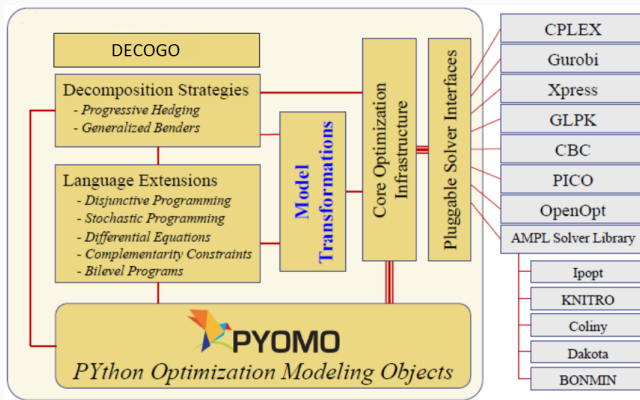 DECOGO
Decomposition Strategies
- Progressive Hedging
- Generalized Benders
Language Extensions
- Disjunctive Programming
- Stochastic Programming
- Differential Equations
- Complementarity Constraints
- Bilevel Programs
Model
Transformations
Core Optimization
Infrastructure
Pluggable Solver Interfaces
CPLEX
Gurobi
Xpress
GLPK
CBC
PICO
OpenOpt
AMPL Solver Library
Ipopt
KNITRO
Coliny
Dakota
BONMIN
PYOMO
PYthon Optimization Modeling Objects